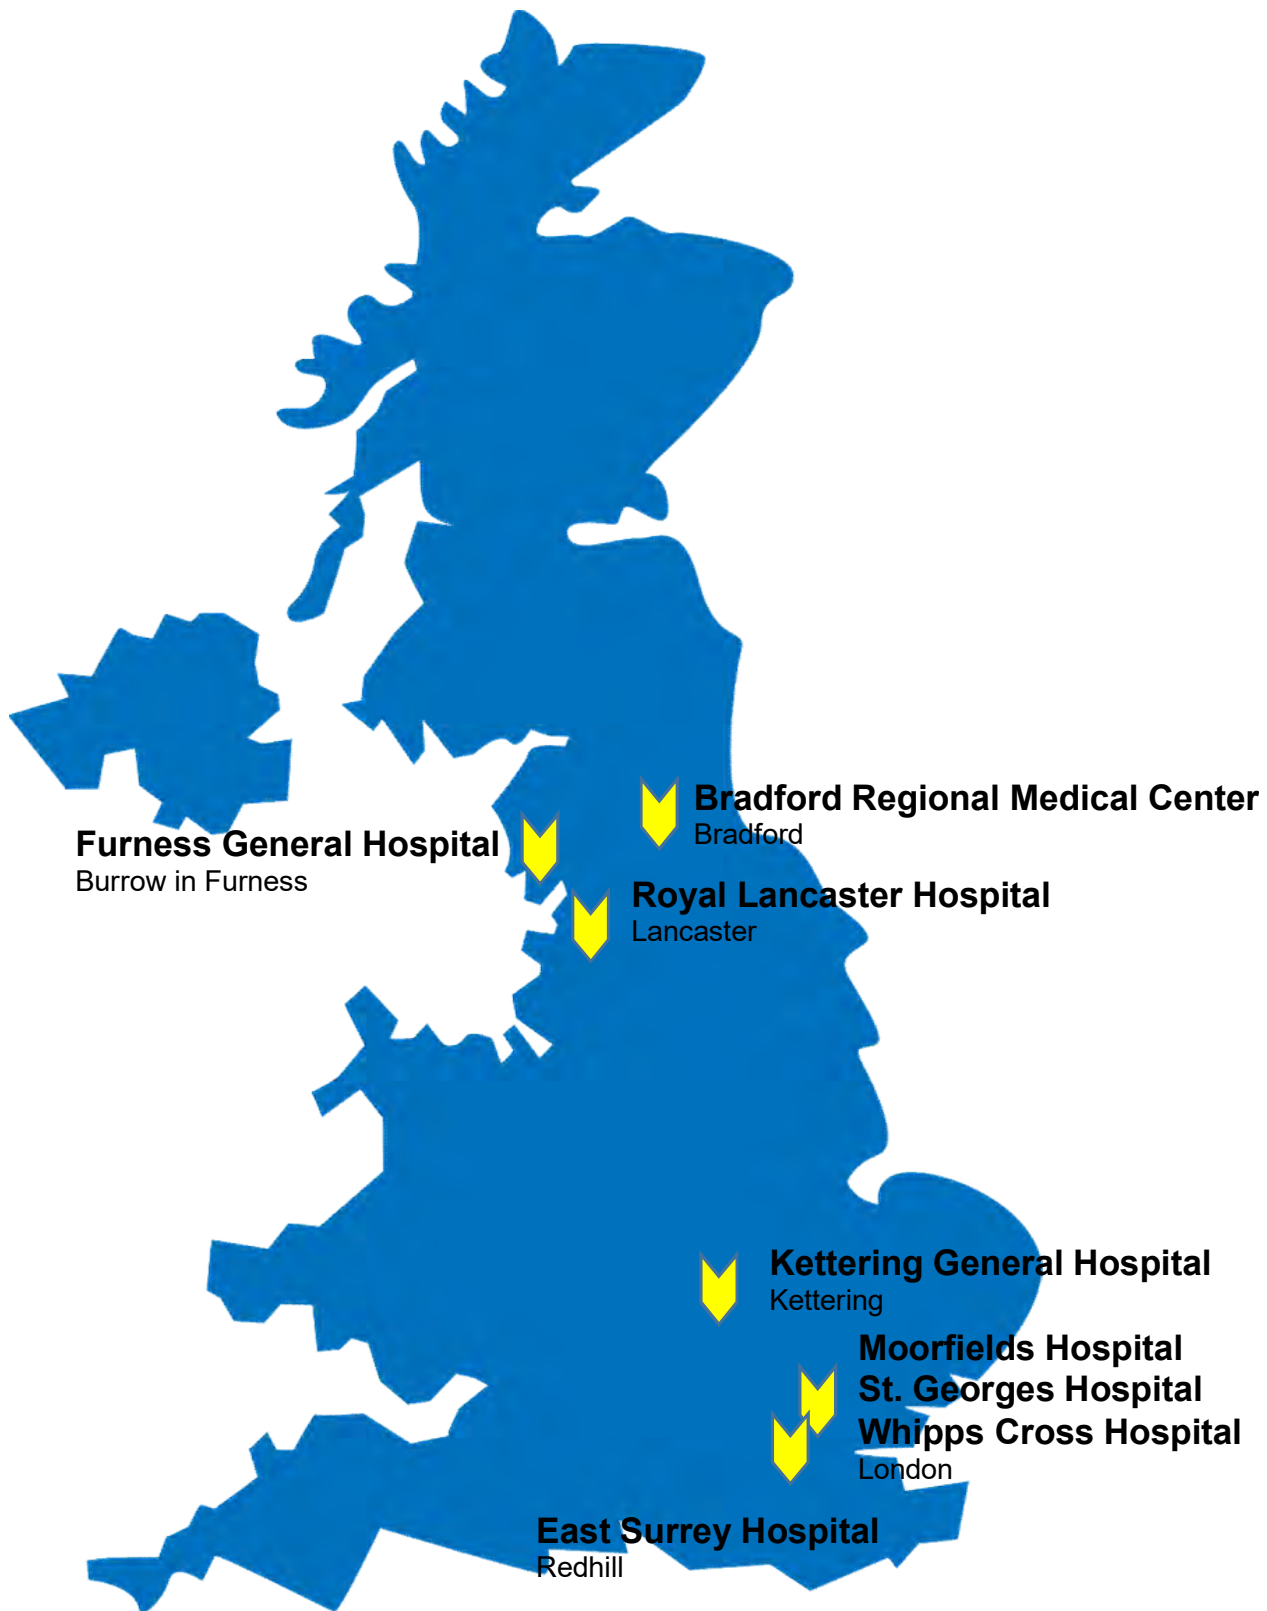 Bradford Regional Medical Center
Bradford
Furness General Hospital
Burrow in Furness
Royal Lancaster Hospital
Lancaster
Kettering General Hospital
Kettering
Moorfields Hospital
St. Georges Hospital
Whipps Cross Hospital
London
East Surrey Hospital
Redhill